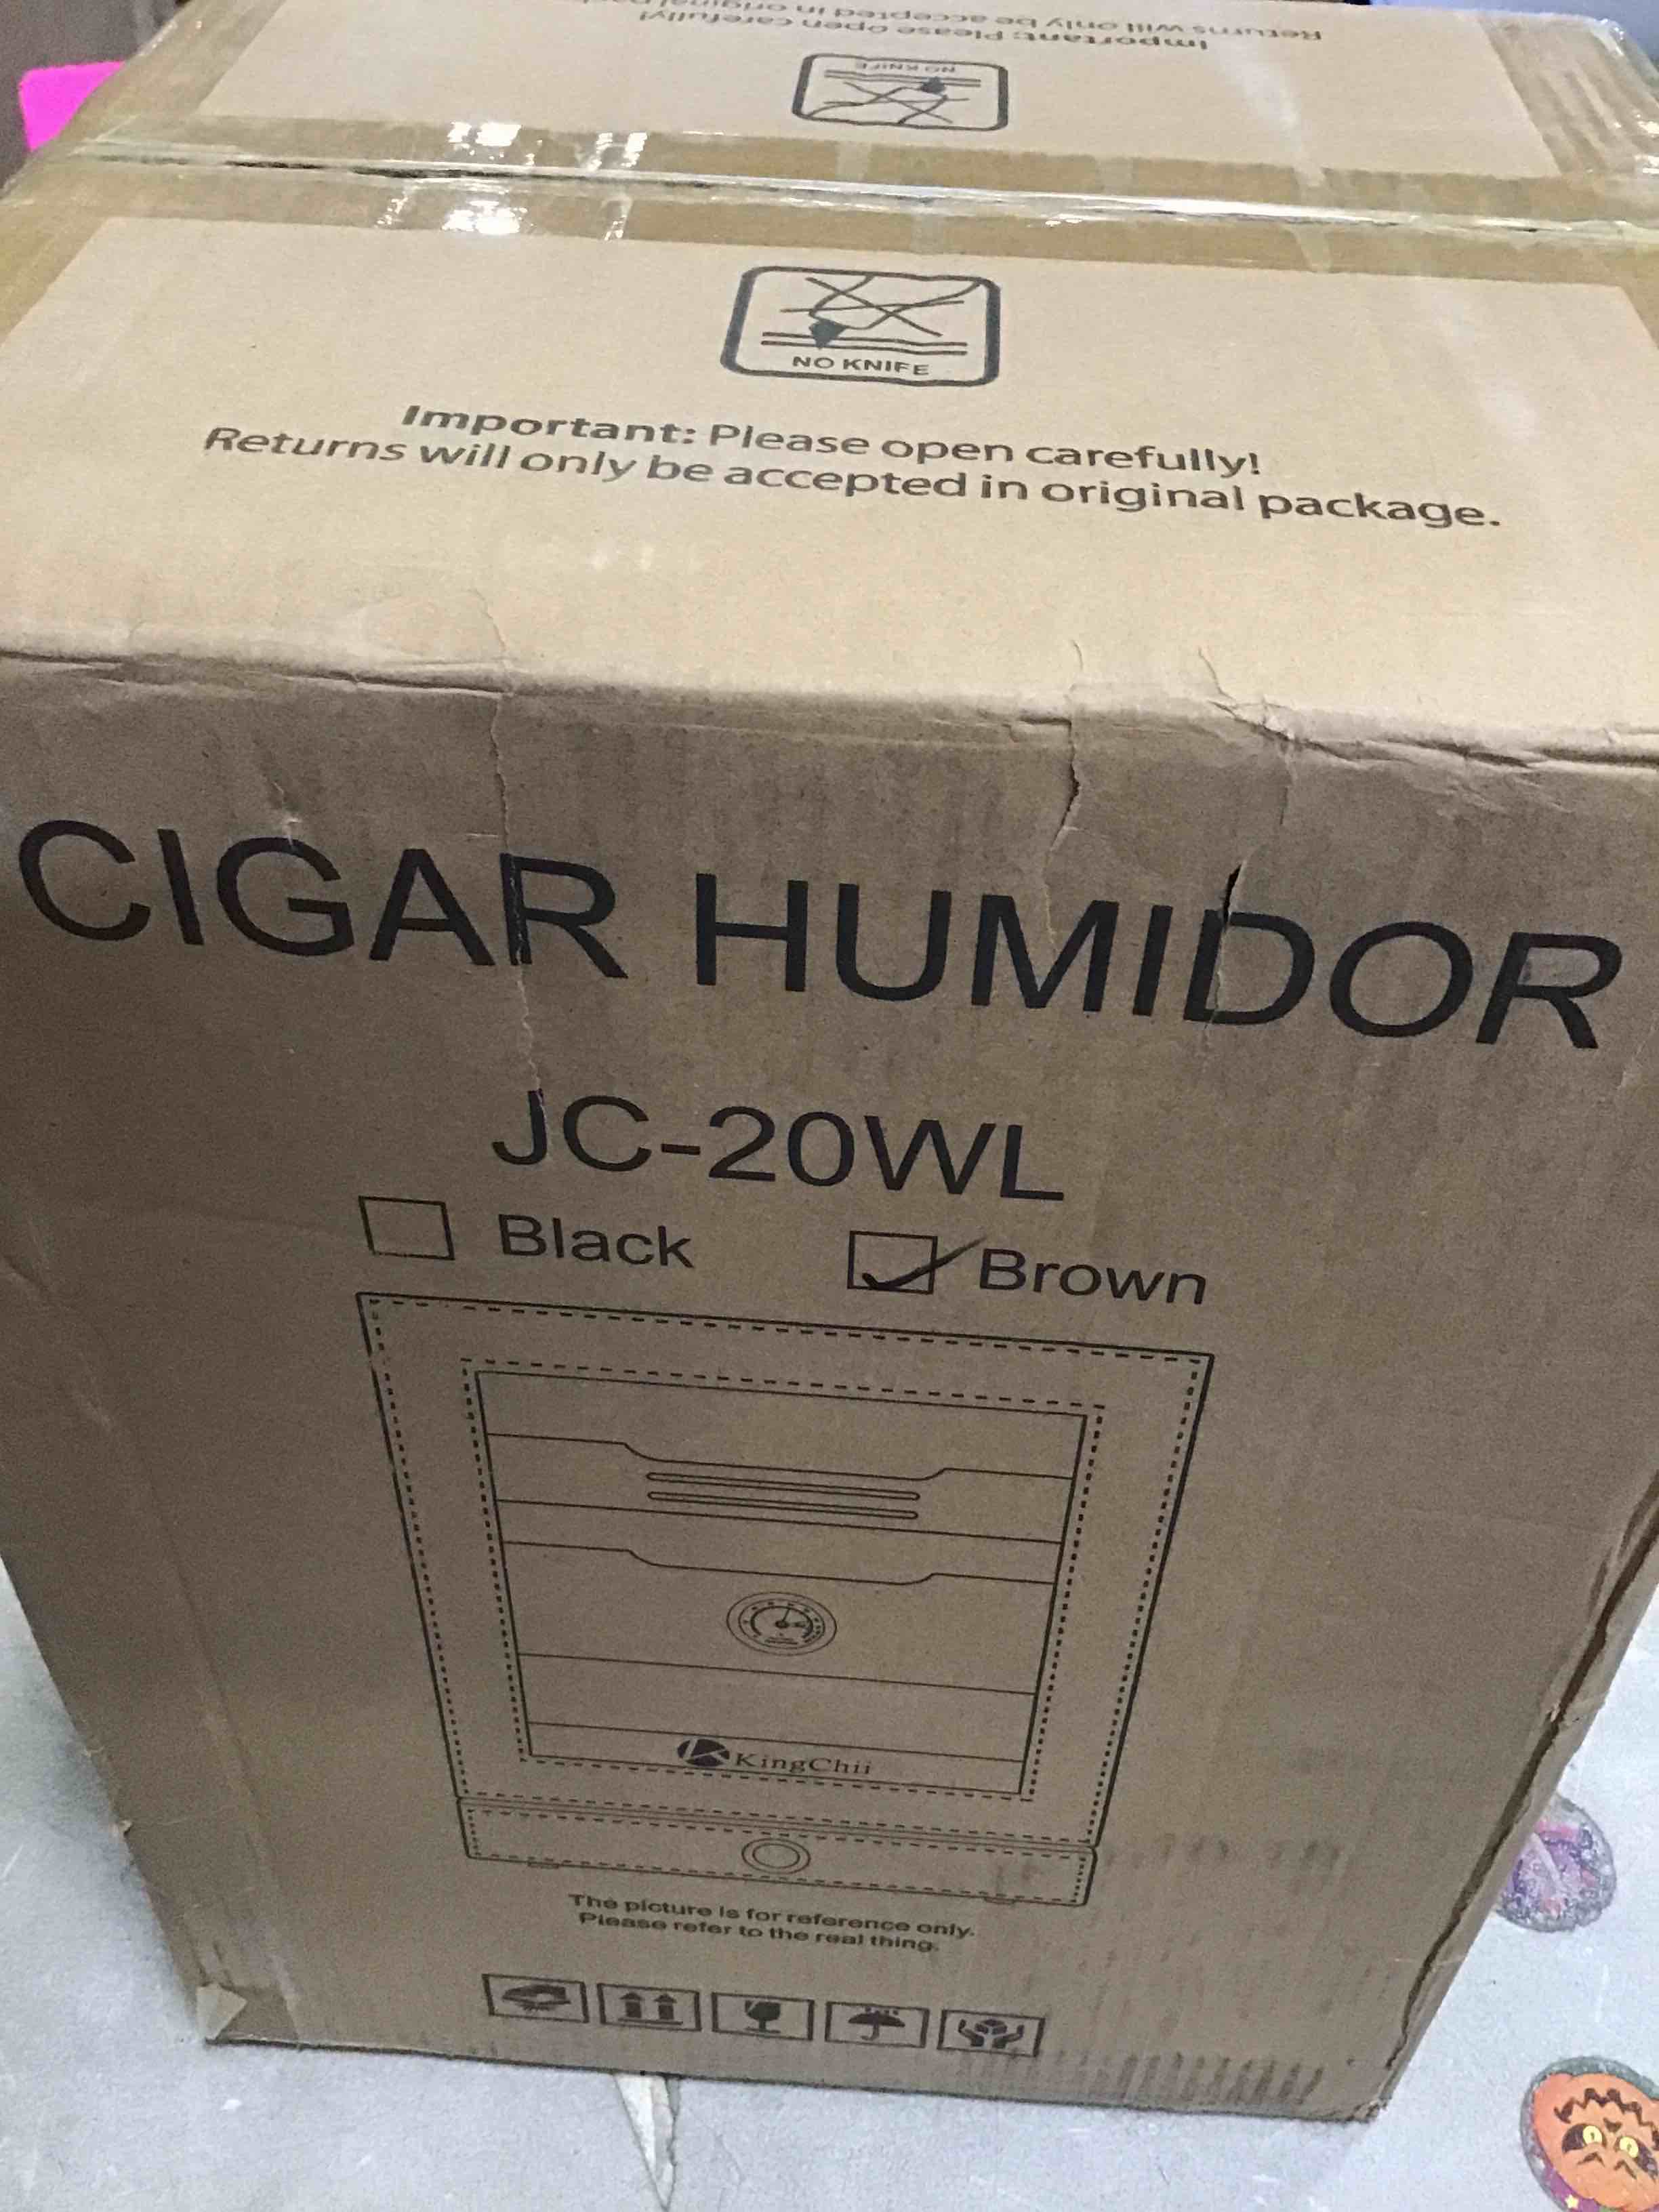 Returns will only be accepted in original
Important: Please open carefully!
NO KNIFE
NO KNIFE
Important: Please open carefully!
Returns will only be accepted in original package.
CIGAR HUMIDOR
JC-20WL
Black Brown
KingChii
The picture is for reference only.
Please refer to the real thing.